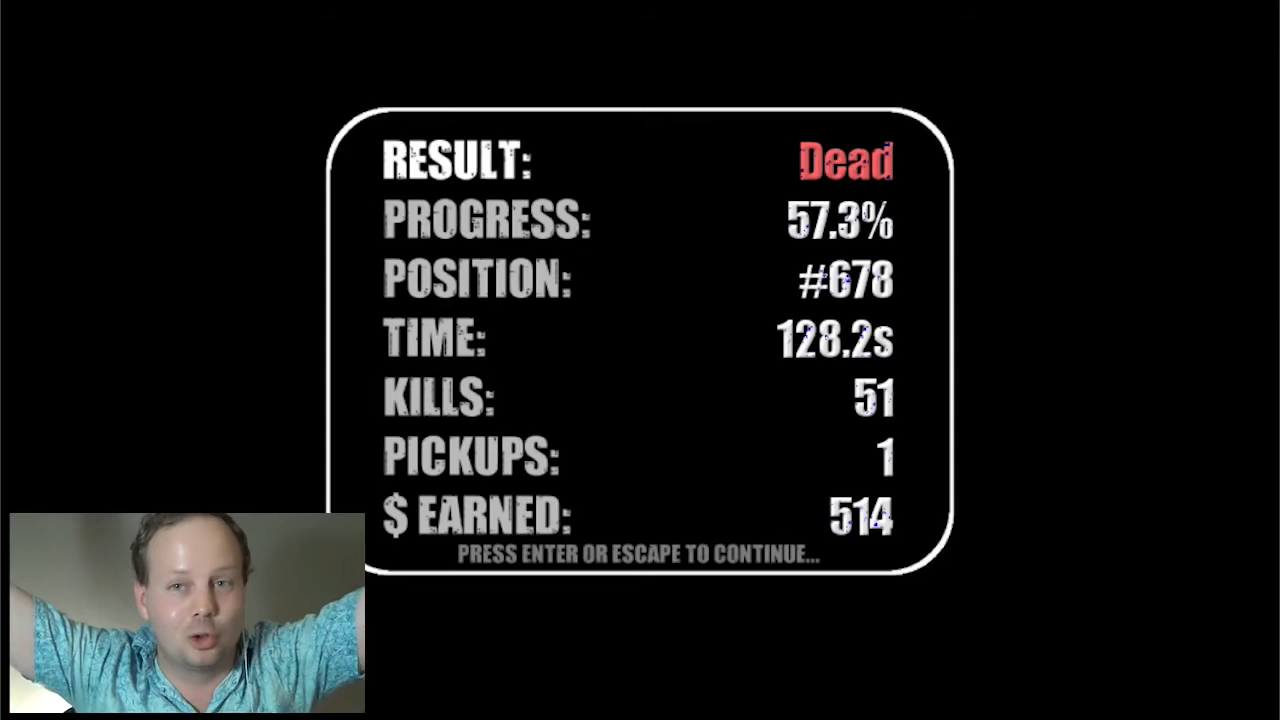 RESULT: Dead
PROGRESS: 57.3%
POSITION: #678
TIME: 128.2s
KILLS: 51
PICKUPS: 1
$ EARNED: 514
PRESS ENTER OR ESCAPE TO CONTINUE...